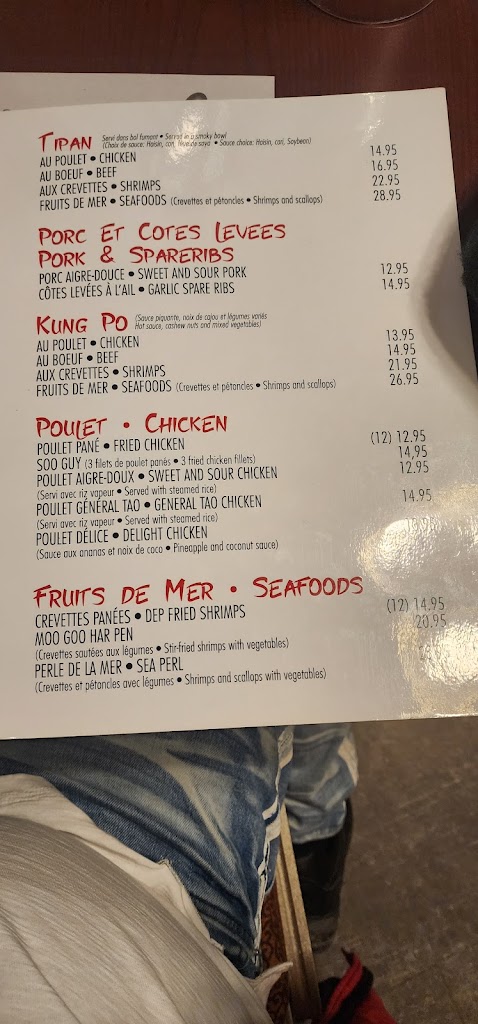 TIPAN Servi dans bol fumant • Served in a smoky bowl
(Choix de sauce: Hoisin, cari, fève de soya • Sauce choice: Hoisin, cari, Soybean)
AU POULET • CHICKEN 14.95
AU BOEUF • BEEF 16.95
AUX CREVETTES • SHRIMPS 22.95
FRUITS DE MER • SEAFOODS (Crevettes et pétoncles • Shrimps and scallops) 28.95
PORC ET COTES LEVEES
PORK & SPARERIBS
PORC AIGRE-DOUCE • SWEET AND SOUR PORK 12.95
CÔTES LEVÉES À L'AIL • GARLIC SPARE RIBS 14.95
KUNG PO (Sauce piquante, noix de cajou et légumes variés
Hot sauce, cashew nuts and mixed vegetables)
AU POULET • CHICKEN 13.95
AU BOEUF • BEEF 14.95
AUX CREVETTES • SHRIMPS 21.95
FRUITS DE MER • SEAFOODS (Crevettes et pétoncles • Shrimps and scallops) 26.95
POULET • CHICKEN
POULET PANÉ • FRIED CHICKEN (12) 12.95
SOO GUY (3 filets de poulet panés • 3 fried chicken fillets) 14,95
POULET AIGRE-DOUX • SWEET AND SOUR CHICKEN 12.95
(Servi avec riz vapeur • Served with steamed rice)
POULET GÉNÉRAL TAO • GENERAL TAO CHICKEN 14.95
(Servi avec riz vapeur • Served with steamed rice)
POULET DÉLICE • DELIGHT CHICKEN
(Sauce aux ananas et noix de coco • Pineapple and coconut sauce)
FRUITS DE MER • SEAFOODS
CREVETTES PANÉES • DEP FRIED SHRIMPS (12) 14.95
MOO GOO HAR PEN 20.95
(Crevettes sautées aux légumes • Stir-fried shrimps with vegetables)
PERLE DE LA MER • SEA PERL
(Crevettes et pétoncles avec légumes • Shrimps and scallops with vegetables)